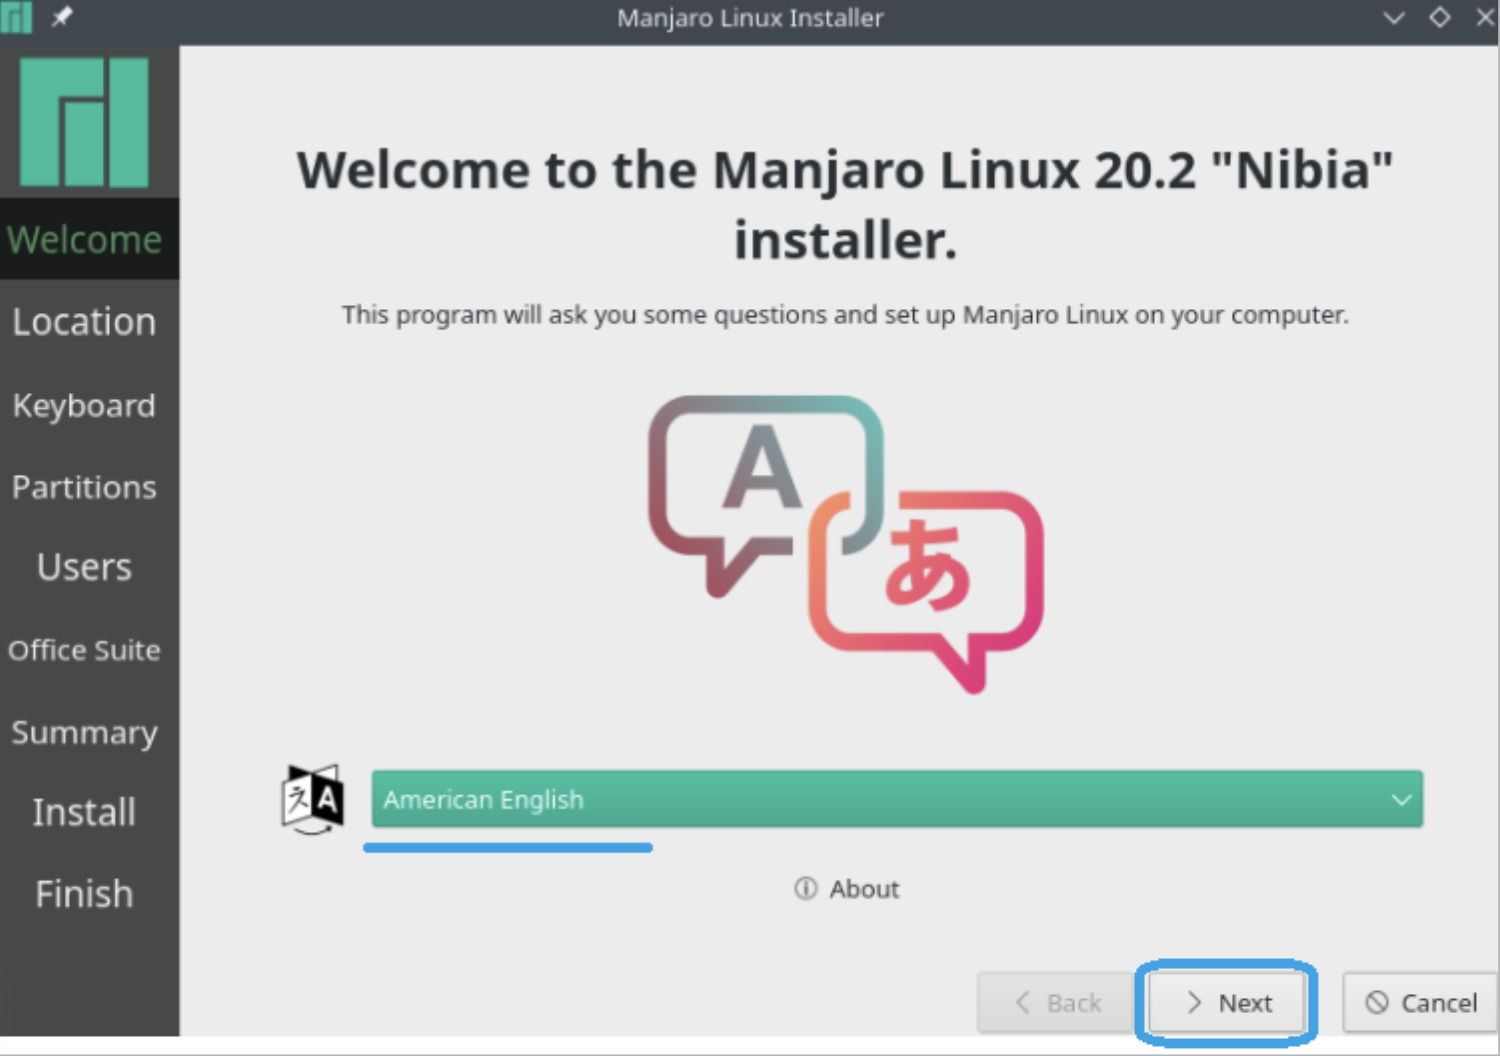 Manjaro Linux Installer
Welcome
Location
Keyboard
Partitions
Users
Office Suite
Summary
Install
Finish
Welcome to the Manjaro Linux 20.2 "Nibia"
installer.
This program will ask you some questions and set up Manjaro Linux on your computer.
A
あ
A
American English
About
Back
Next
Cancel